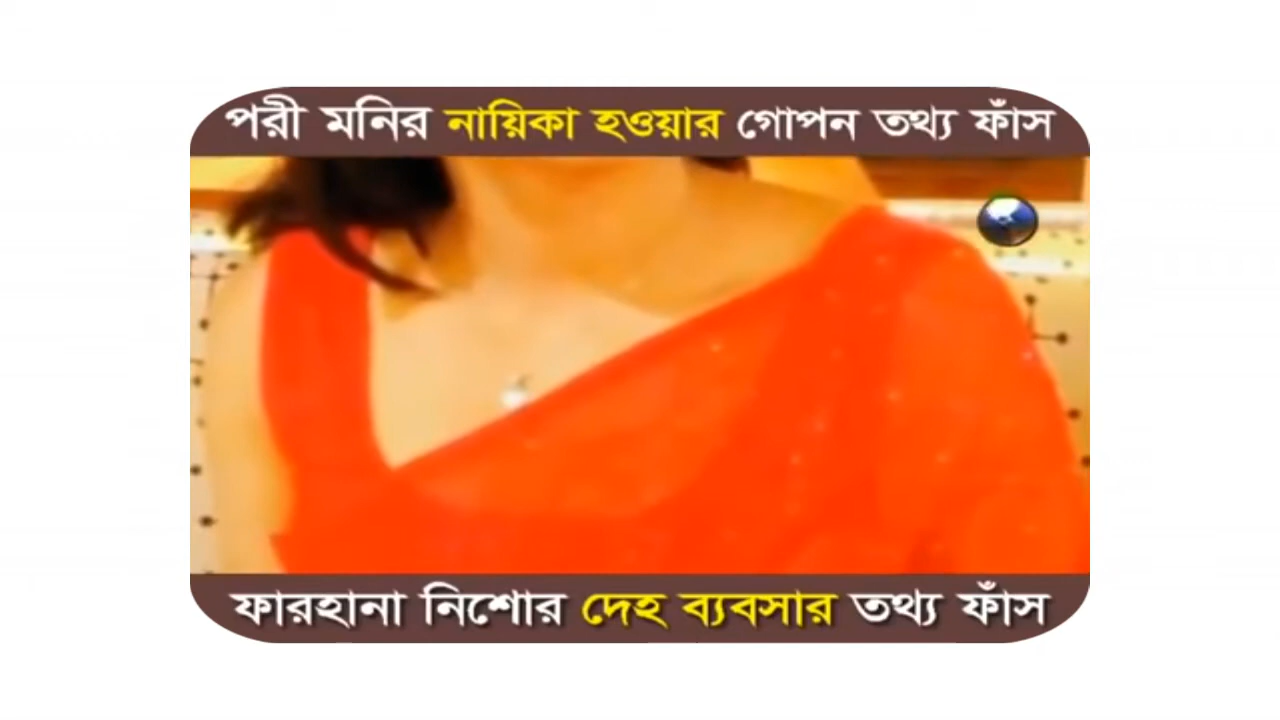 পরী মনির নায়িকা হওয়ার গোপন তথ্য ফাঁস
ফারহানা নিশোর দেহ ব্যবসার তথ্য ফাঁস